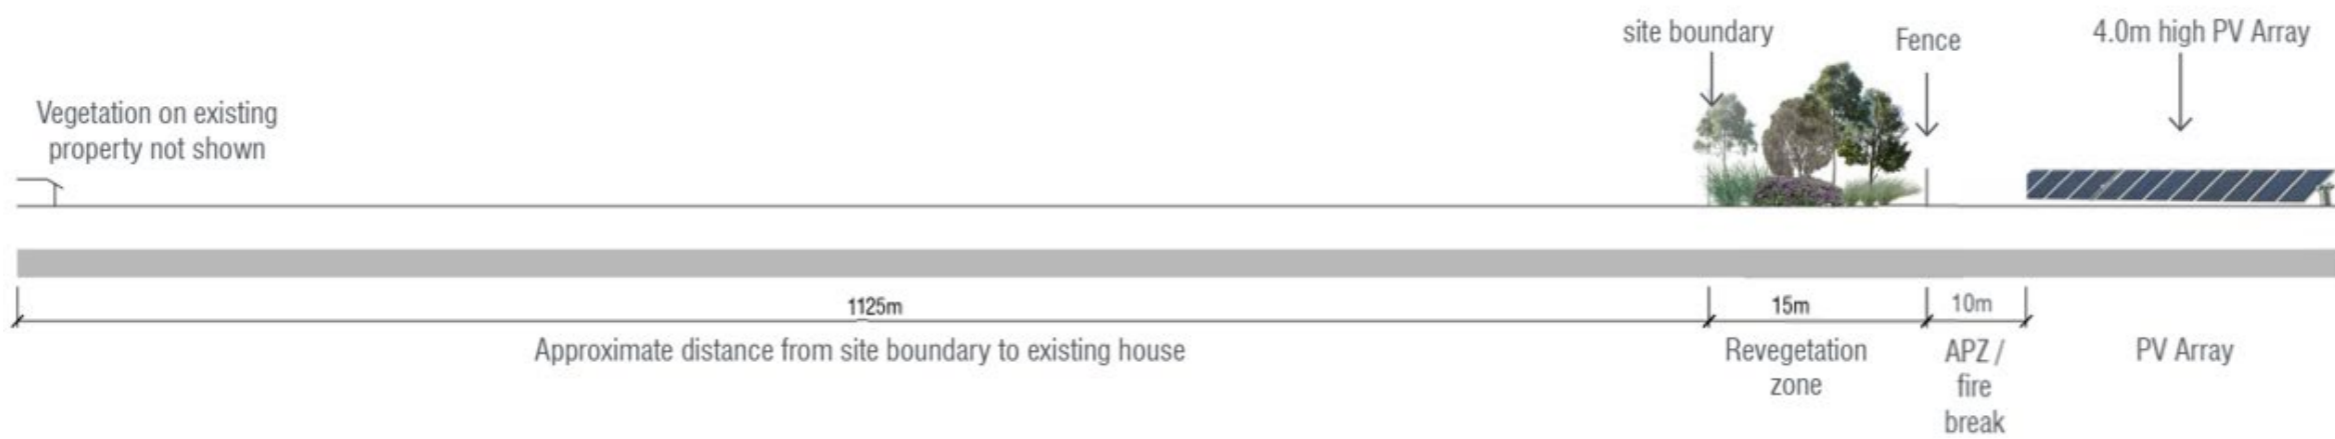 site boundary
Fence
4.0m high PV Array
Vegetation on existing
property not shown
1125m
15m
10m
Approximate distance from site boundary to existing house
Revegetation
zone
APZ /
fire
break
PV Array